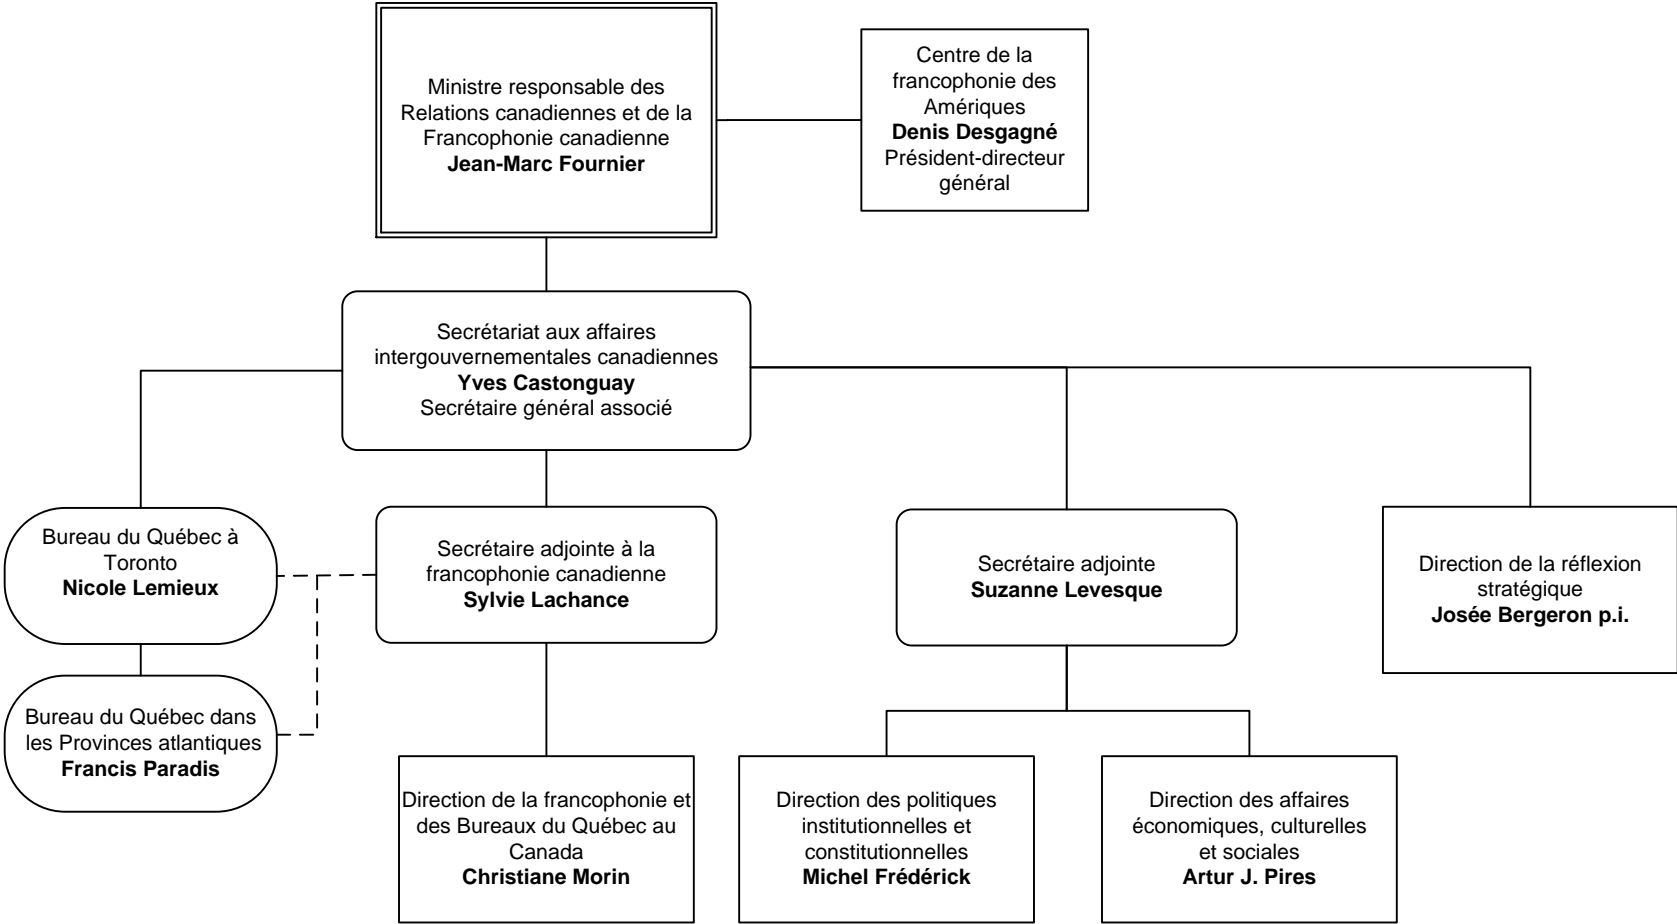 Ministre responsable des
Relations canadiennes et de la
Francophonie canadienne
Jean-Marc Fournier
Centre de la
francophonie des
Amériques
Denis Desgagné
Président-directeur
général
Secrétariat aux affaires
intergouvernementales canadiennes
Yves Castonguay
Secrétaire général associé
Bureau du Québec à
Toronto
Nicole Lemieux
Secrétaire adjointe à la
francophonie canadienne
Sylvie Lachance
Secrétaire adjointe
Suzanne Levesque
Direction de la réflexion
stratégique
Josée Bergeron p.i.
Bureau du Québec dans
les Provinces atlantiques
Francis Paradis
Direction de la francophonie et
des Bureaux du Québec au
Canada
Christiane Morin
Direction des politiques
institutionnelles et
constitutionnelles
Michel Frédérick
Direction des affaires
économiques, culturelles
et sociales
Artur J. Pires